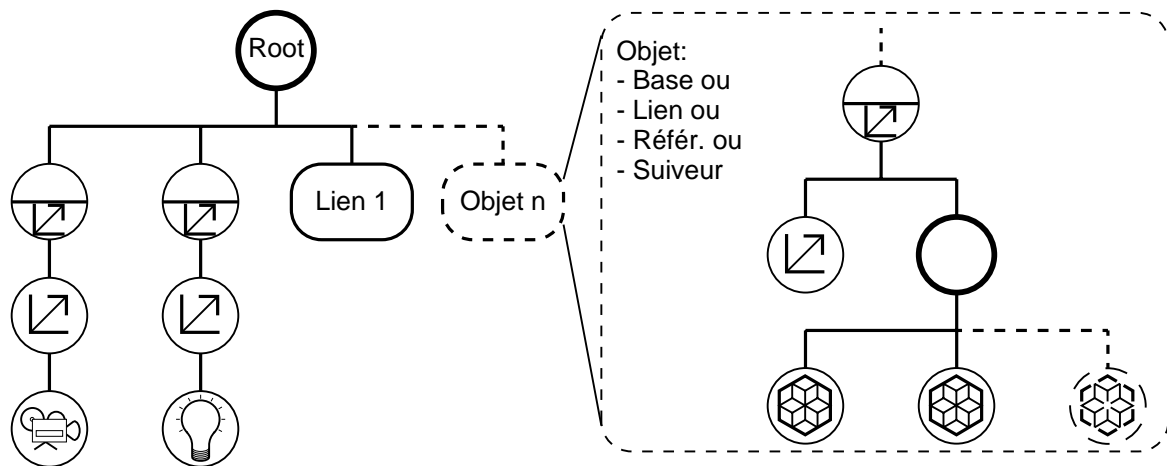 Root
Objet:
- Base ou
- Lien ou
- Référ. ou
- Suiveur
Lien 1
Objet n